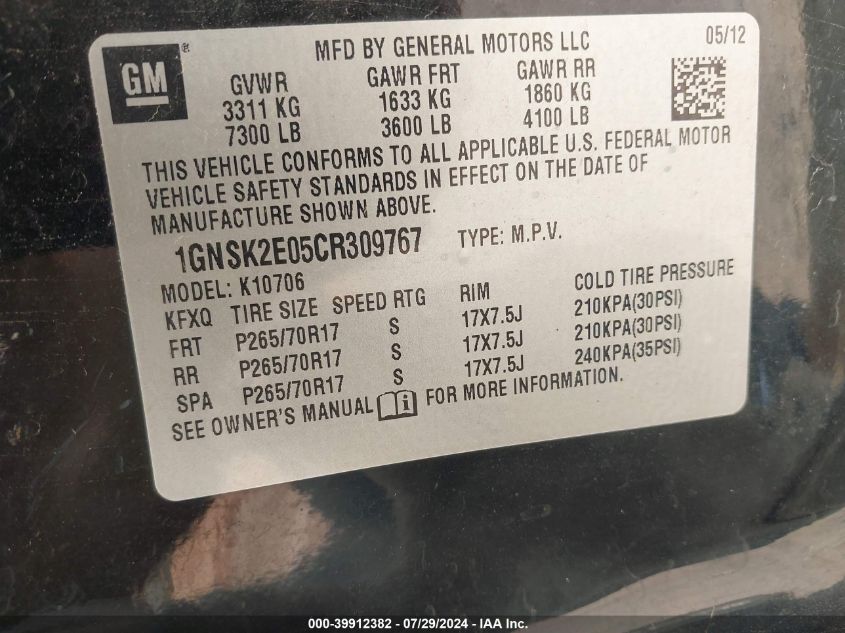 GM®
MFD BY GENERAL MOTORS LLC
05/12
GVWR GAWR FRT GAWR RR
3311 KG 1633 KG 1860 KG
7300 LB 3600 LB 4100 LB
THIS VEHICLE CONFORMS TO ALL APPLICABLE U.S. FEDERAL MOTOR
VEHICLE SAFETY STANDARDS IN EFFECT ON THE DATE OF
MANUFACTURE SHOWN ABOVE.
1GNSK2E05CR309767 TYPE: M.P.V.
MODEL: K10706
KFXQ TIRE SIZE SPEED RTG RIM COLD TIRE PRESSURE
FRT P265/70R17 S 17X7.5J 210KPA(30PSI)
RR P265/70R17 S 17X7.5J 210KPA(30PSI)
SPA P265/70R17 S 17X7.5J 240KPA(35PSI)
SEE OWNER'S MANUAL i FOR MORE INFORMATION.
000-39912382 / 07/29/2024 - IAA Inc.